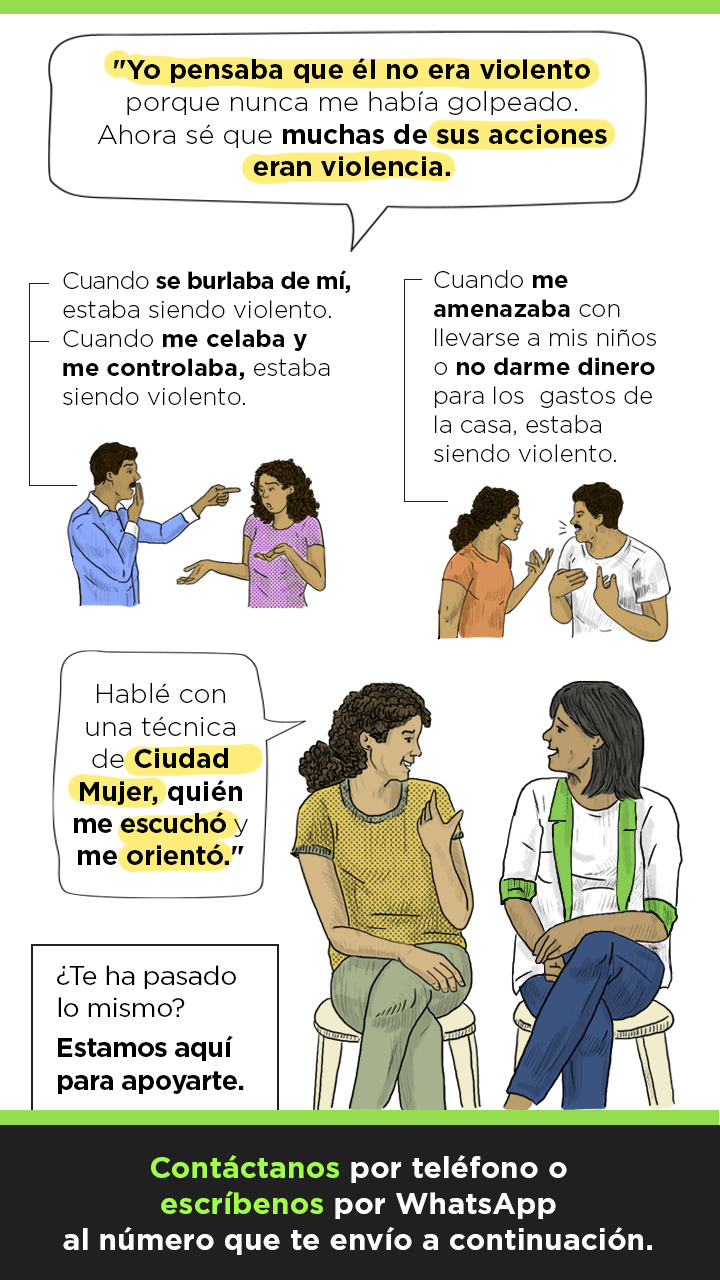 "Yo pensaba que él no era violento
porque nunca me había golpeado.
Ahora sé que muchas de sus acciones
eran violencia.
Cuando se burlaba de mí,
estaba siendo violento.
Cuando me celaba y
me controlaba, estaba
siendo violento.
Cuando me
amenazaba con
llevarse a mis niños
o no darme dinero
para los gastos de
la casa, estaba
siendo violento.
Hablé con
una técnica
de Ciudad
Mujer, quién
me escuchó y
me orientó."
¿Te ha pasado
lo mismo?
Estamos aquí
para apoyarte.
Contáctanos por teléfono o
escríbenos por WhatsApp
al número que te envío a continuación.